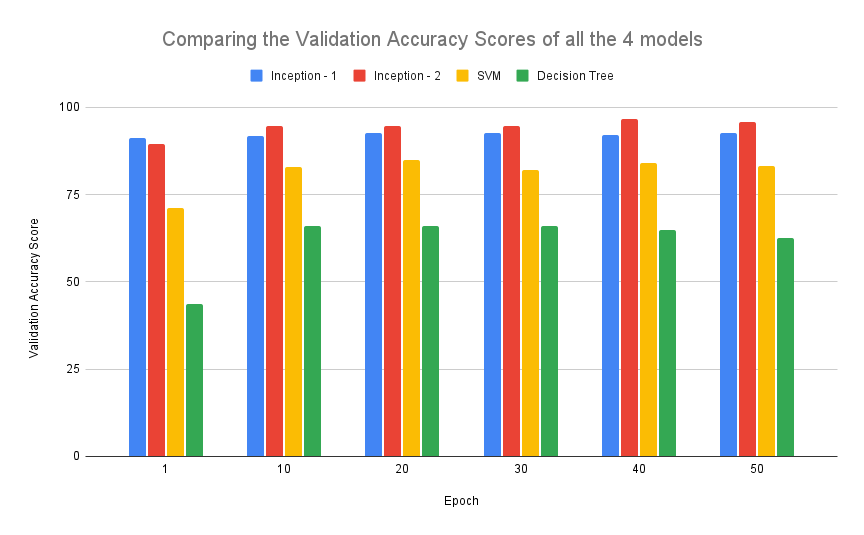 Comparing the Validation Accuracy Scores of all the 4 models
Inception - 1 Inception - 2 SVM Decision Tree
Validation Accuracy Score
100
75
50
25
0
1 10 20 30 40 50
Epoch